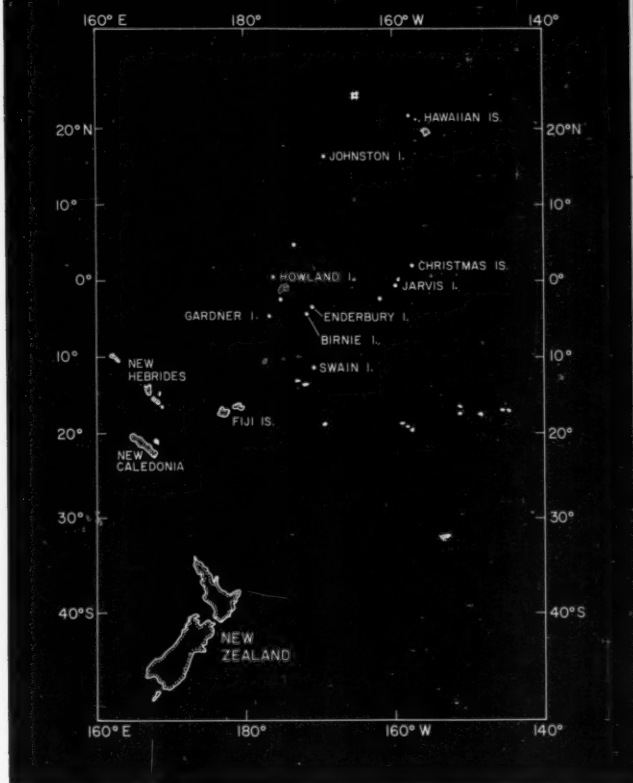 160° E 180° 160° W 140°
HAWAIIAN IS.
20°N 20°N
JOHNSTON I.
10° 10°
CHRISTMAS IS.
0° HOWLAND I. 0°
JARVIS I.
GARDNER I. ENDERBURY I.
BIRNIE I.
10° 10°
NEW SWAIN I.
HEBRIDES
FIJI IS.
20° 20°
NEW
CALEDONIA
30° 30°
40°S 40°S
NEW
ZEALAND
160° E 180° 160° W 140°